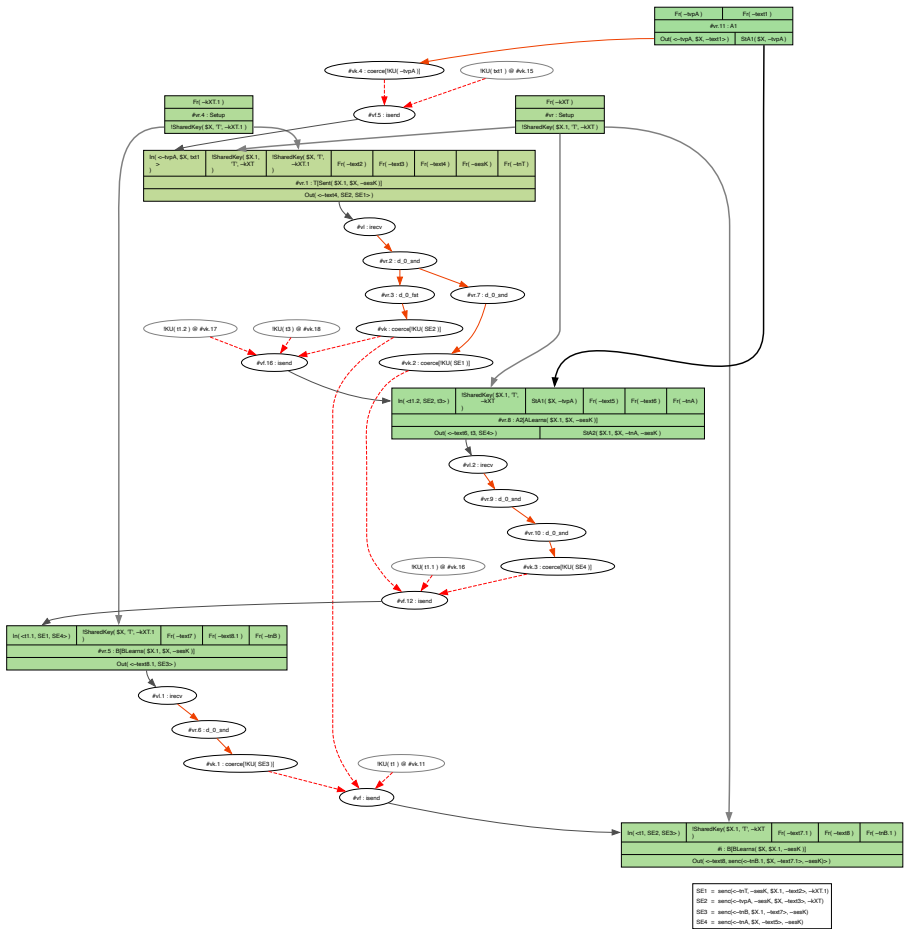 Fr( ~tvpA ) Fr( ~text1 )
#vr.11 : A1
Out( <~tvpA, $X, ~text1> ) StA1( $X, ~tvpA )
#vk.4 : coerce[!KU( ~tvpA )]
!KU( txt1 ) @ #vk.15
#vf.5 : isend
Fr( ~kXT.1 )
#vr.4 : Setup
!SharedKey( $X, 'T', ~kXT.1 )
Fr( ~kXT )
#vr : Setup
!SharedKey( $X.1, 'T', ~kXT )
In( <~tvpA, $X, txt1
>
)
!SharedKey( $X.1,
'T', ~kXT
)
!SharedKey( $X, 'T',
~kXT.1
)
Fr( ~text2 ) Fr( ~text3 ) Fr( ~text4 ) Fr( ~sesK ) Fr( ~tnT )
#vr.1 : T[Sent( $X.1, $X, ~sesK )]
Out( <~text4, SE2, SE1> )
#vl : irecv
#vr.2 : d_0_snd
#vr.3 : d_0_fst
#vr.7 : d_0_snd
!KU( t1.2 ) @ #vk.17
!KU( t3 ) @ #vk.18
#vk : coerce[!KU( SE2 )]
#vf.16 : isend
#vk.2 : coerce[!KU( SE1 )]
In( <t1.2, SE2, t3> )
!SharedKey( $X.1, 'T',
~kXT
)
StA1( $X, ~tvpA ) Fr( ~text5 ) Fr( ~text6 ) Fr( ~tnA )
#vr.8 : A2[ALearns( $X.1, $X, ~sesK )]
Out( <~text6, t3, SE4> ) StA2( $X.1, $X, ~tnA, ~sesK )
#vl.2 : irecv
#vr.9 : d_0_snd
#vr.10 : d_0_snd
!KU( t1.1 ) @ #vk.16
#vk.3 : coerce[!KU( SE4 )]
#vf.12 : isend
In( <t1.1, SE1, SE4> )
!SharedKey( $X, 'T', ~kXT.1
)
Fr( ~text7 ) Fr( ~text8.1 ) Fr( ~tnB )
#vr.5 : B[BLearns( $X.1, $X, ~sesK )]
Out( <~text8.1, SE3> )
#vl.1 : irecv
#vr.6 : d_0_snd
#vk.1 : coerce[!KU( SE3 )]
!KU( t1 ) @ #vk.11
#vf : isend
In( <t1, SE2, SE3> )
!SharedKey( $X.1, 'T', ~kXT
)
Fr( ~text7.1 ) Fr( ~text8 ) Fr( ~tnB.1 )
#i : B[BLearns( $X, $X.1, ~sesK )]
Out( <~text8, senc(<~tnB.1, $X, ~text7.1>, ~sesK)> )
SE1 = senc(<~tnT, ~sesK, $X.1, ~text2>, ~kXT.1)
SE2 = senc(<~tvpA, ~sesK, $X, ~text3>, ~kXT)
SE3 = senc(<~tnB, $X.1, ~text7>, ~sesK)
SE4 = senc(<~tnA, $X, ~text5>, ~sesK)